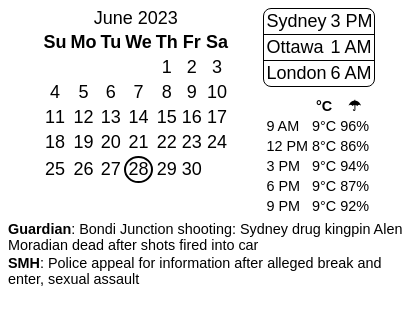 June 2023
Su Mo Tu We Th Fr Sa
1 2 3
4 5 6 7 8 9 10
11 12 13 14 15 16 17
18 19 20 21 22 23 24
25 26 27 28 29 30
Sydney 3 PM
Ottawa 1 AM
London 6 AM
°C ☂
9 AM 9°C 96%
12 PM 8°C 86%
3 PM 9°C 94%
6 PM 9°C 87%
9 PM 9°C 92%
Guardian: Bondi Junction shooting: Sydney drug kingpin Alen
Moradian dead after shots fired into car
SMH: Police appeal for information after alleged break and
enter, sexual assault